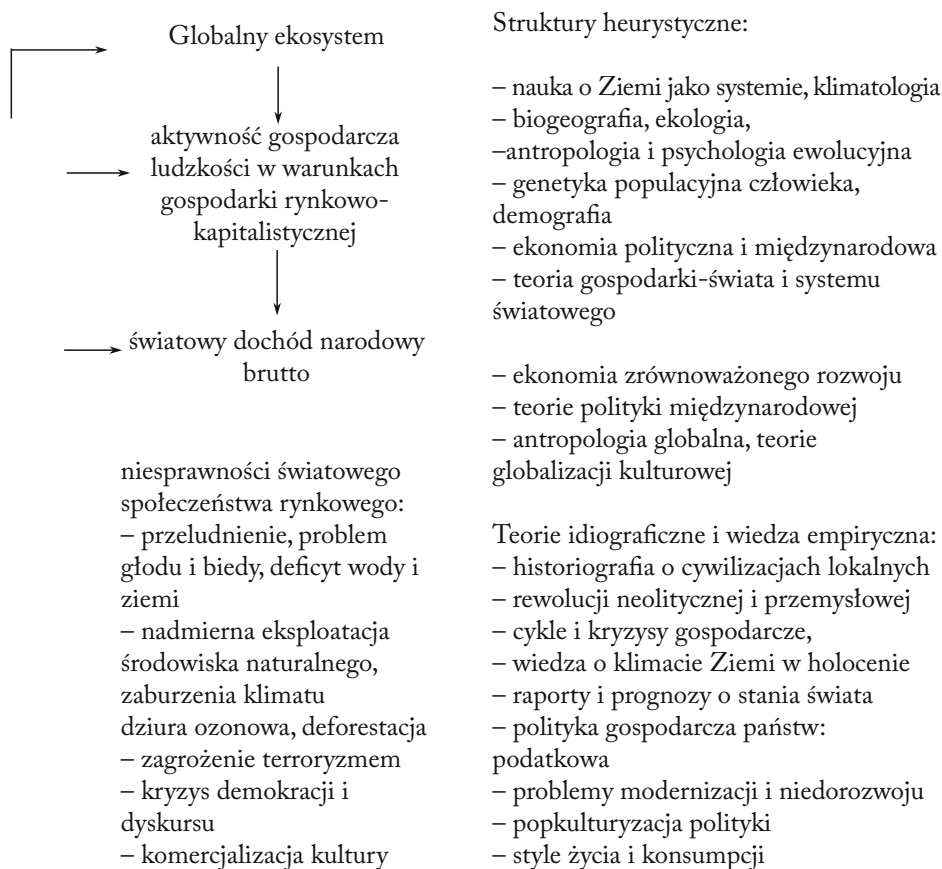 Globalny ekosystem
aktywność gospodarcza
ludzkości w warunkach
gospodarki rynkowo-
kapitalistycznej
światowy dochód narodowy
brutto
niesprawności światowego
społeczeństwa rynkowego:
– przeludnienie, problem
głodu i biedy, deficyt wody i
ziemi
– nadmierna eksploatacja
środowiska naturalnego,
zaburzenia klimatu
dziura ozonowa, deforestacja
– zagrożenie terroryzmem
– kryzys demokracji i
dyskursu
– komercjalizacja kultury
Struktury heurystyczne:
– nauka o Ziemi jako systemie, klimatologia
– biogeografia, ekologia,
–antropologia i psychologia ewolucyjna
– genetyka populacyjna człowieka,
demografia
– ekonomia polityczna i międzynarodowa
– teoria gospodarki-świata i systemu
światowego
– ekonomia zrównoważonego rozwoju
– teorie polityki międzynarodowej
– antropologia globalna, teorie
globalizacji kulturowej
Teorie idiograficzne i wiedza empiryczna:
– historiografia o cywilizacjach lokalnych
– rewolucji neolitycznej i przemysłowej
– cykle i kryzysy gospodarcze,
– wiedza o klimacie Ziemi w holocenie
– raporty i prognozy o stania świata
– polityka gospodarcza państw:
podatkowa
– problemy modernizacji i niedorozwoju
– popkulturyzacja polityki
– style życia i konsumpcji